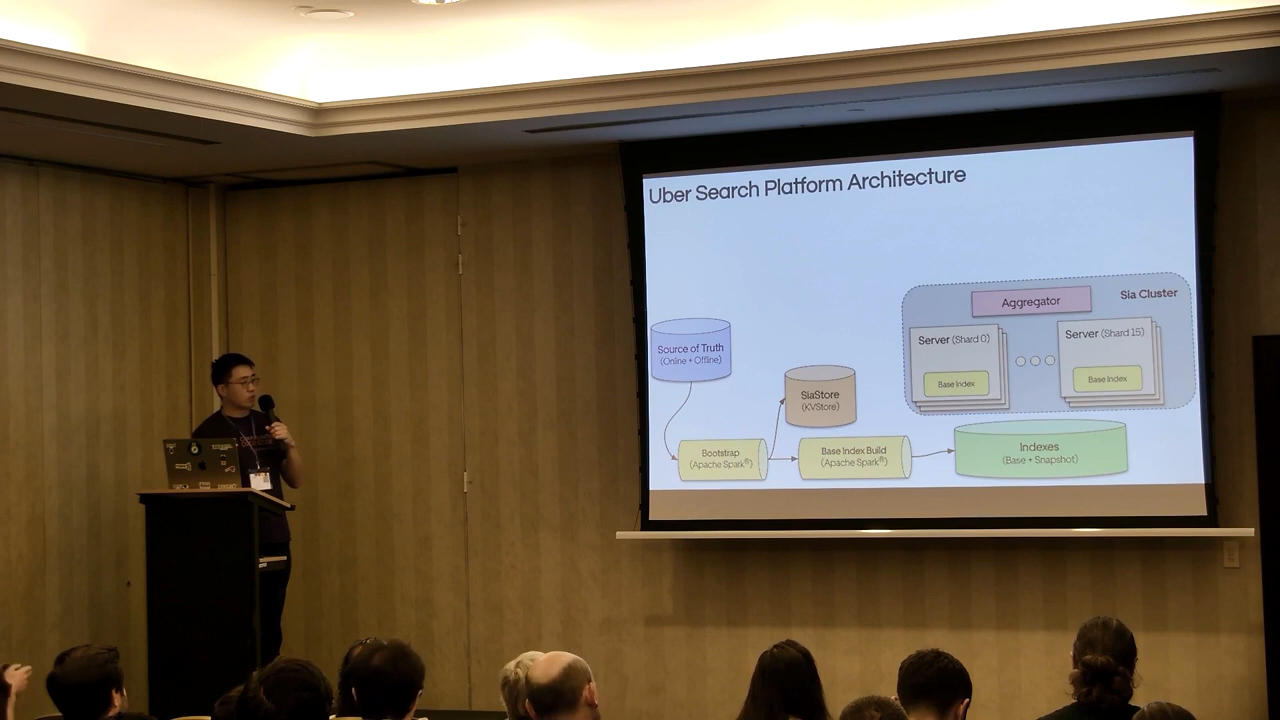 Uber Search Platform Architecture
Aggregator
Sia Cluster
Source of Truth
(Online + Offline)
Server (Shard 0)
Base Index
Server (Shard 15)
Base Index
SiaStore
(KVStore)
Bootstrap
(Apache Spark®)
Base Index Build
(Apache Spark®)
Indexes
(Base + Snapshot)